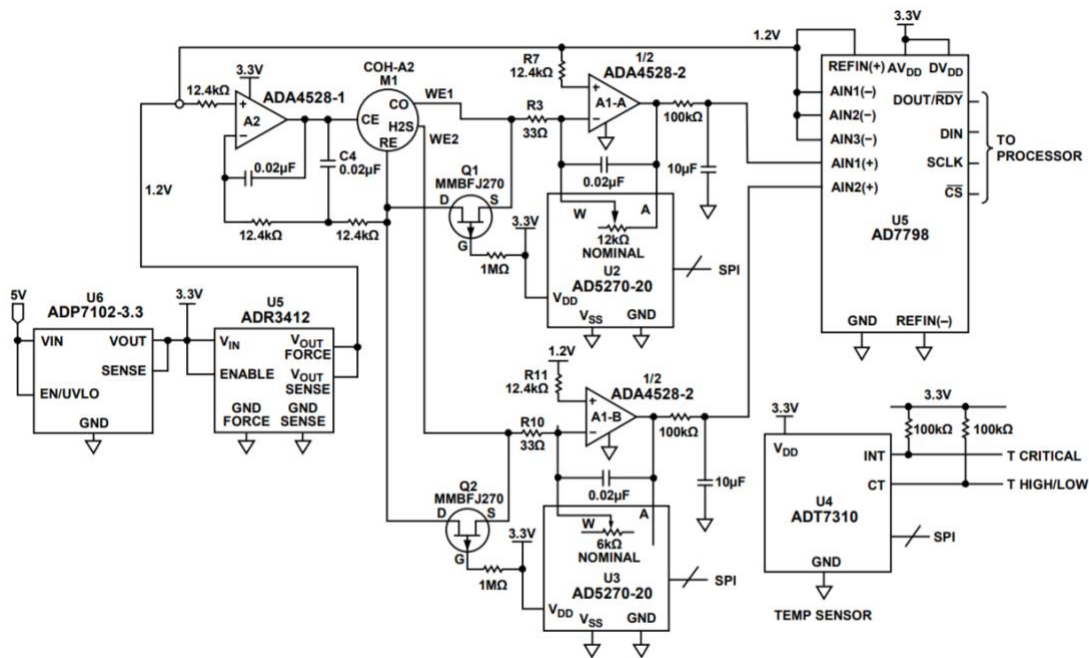 3.3V
1/2
ADA4528-2
1.2V
R7
12.4kΩ
COH-A2
M1
3.3V
ADA4528-1
12.4kΩ
+
A2
−
CE
CO
H2S
RE
WE1
WE2
R3
33Ω
+
A1-A
−
100kΩ
10µF
0.02µF
C4
0.02µF
0.02µF
1.2V
12.4kΩ
12.4kΩ
Q1
MMBFJ270
D
S
G
1MΩ
3.3V
W
A
12kΩ
NOMINAL
U2
AD5270-20
VDD
VSS
GND
SPI
REFIN(+)
AVDD
DVDD
AIN1(−)
AIN2(−)
AIN3(−)
AIN1(+)
AIN2(+)
DOUT/RDY
DIN
SCLK
CS
TO
PROCESSOR
U5
AD7798
GND
REFIN(−)
5V
U6
ADP7102-3.3
VIN
VOUT
SENSE
EN/UVLO
GND
3.3V
U5
ADR3412
VIN
ENABLE
VOUT
FORCE
VOUT
SENSE
GND
FORCE
GND
SENSE
1.2V
R11
12.4kΩ
1/2
ADA4528-2
+
A1-B
−
R10
33Ω
100kΩ
10µF
0.02µF
Q2
MMBFJ270
D
S
G
1MΩ
3.3V
W
A
6kΩ
NOMINAL
U3
AD5270-20
VDD
VSS
GND
SPI
3.3V
VDD
3.3V
100kΩ
100kΩ
INT
T CRITICAL
CT
T HIGH/LOW
U4
ADT7310
SPI
GND
TEMP SENSOR